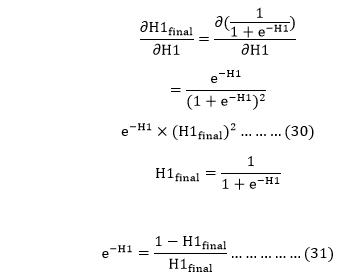 ∂H1final/∂H1 = ∂(1/(1 + e^−H1))/∂H1
= e^−H1/(1 + e^−H1)²
e^−H1 × (H1final)² … … … (30)
H1final = 1/(1 + e^−H1)
e^−H1 = (1 − H1final)/H1final … … … … … (31)